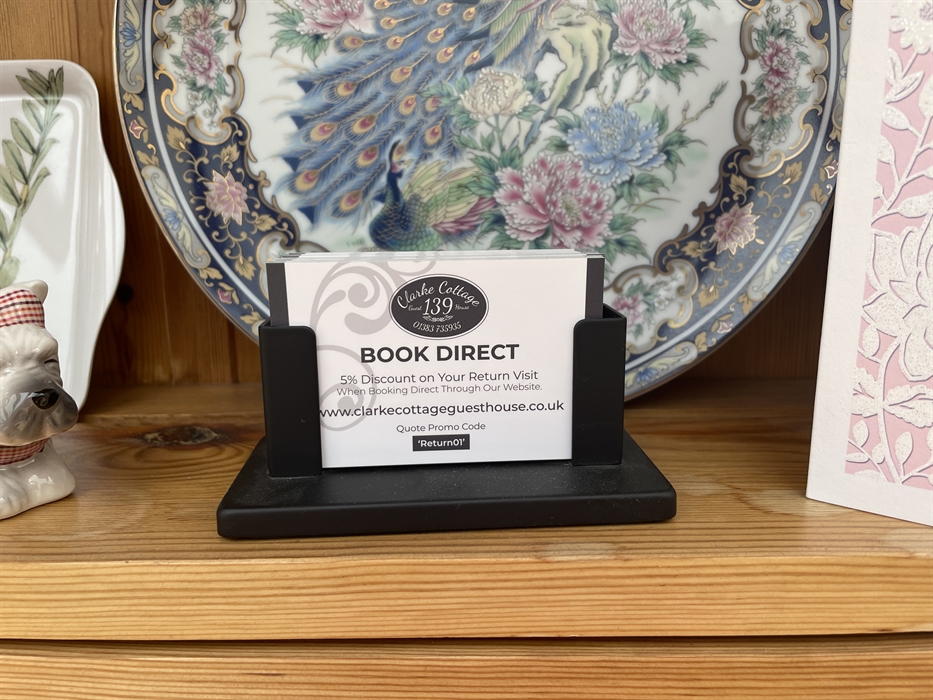 Clarke Cottage
Guest 139 House
01383 735935
BOOK DIRECT
5% Discount on Your Return Visit
When Booking Direct Through Our Website.
www.clarkecottageguesthouse.co.uk
Quote Promo Code
'Return01'